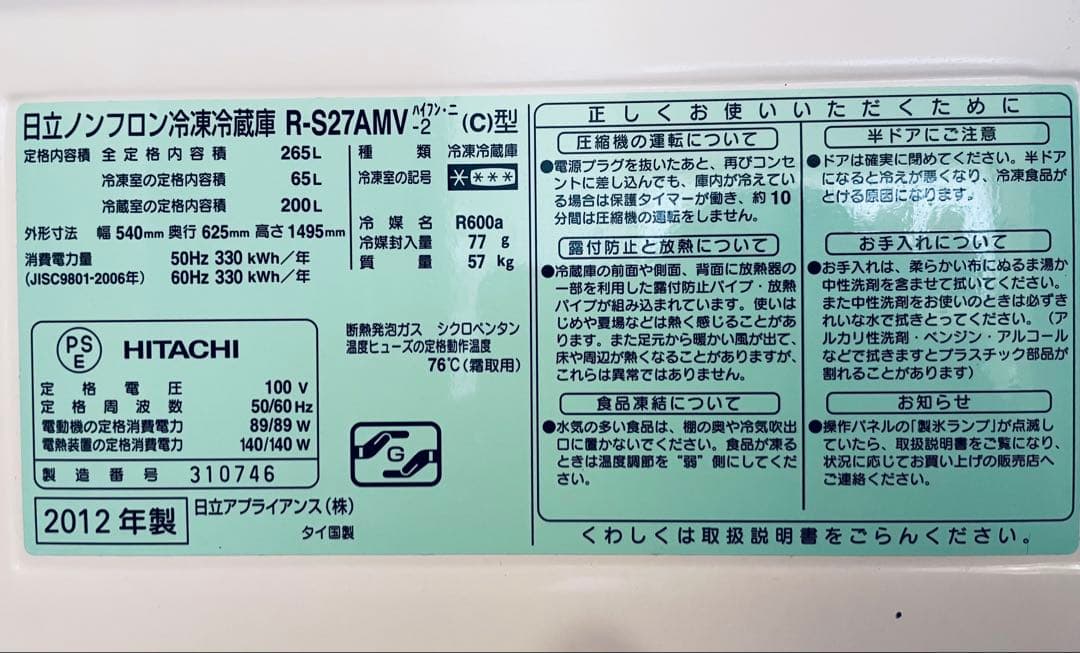 日立ノンフロン冷凍冷蔵庫 R-S27AMV -2 ハイフン・ニ (C)型
定格内容積 全定格内容積 265L
冷凍室の定格内容積 65L
冷蔵室の定格内容積 200L
外形寸法 幅540mm 奥行625mm 高さ1495mm
消費電力量 50Hz 330 kWh/年
(JISC9801-2006年) 60Hz 330 kWh/年
種類 冷凍冷蔵庫
冷凍室の記号 ****
冷媒名 R600a
冷媒封入量 77 g
質量 57 kg
PS
E
HITACHI
定格電圧 100 V
定格周波数 50/60 Hz
電動機の定格消費電力 89/89 W
電熱装置の定格消費電力 140/140 W
製造番号 310746
断熱発泡ガス シクロペンタン
温度ヒューズの定格動作温度
76℃(霜取用)
G
2012年製
日立アプライアンス(株)
タイ国製
正しくお使いいただくために
圧縮機の運転について
●電源プラグを抜いたあと、再びコンセ
ントに差し込んでも、庫内が冷えてい
る場合は保護タイマーが働き、約10
分間は圧縮機の運転をしません。
露付防止と放熱について
●冷蔵庫の前面や側面、背面に放熱器の
一部を利用した露付防止パイプ・放熱
パイプが組み込まれています。使いは
じめや夏場などは熱く感じることがあ
ります。また足元から暖かい風が出て、
床や周辺が熱くなることがありますが、
これらは異常ではありません。
食品凍結について
●水気の多い食品は、棚の奥や冷気吹出
口に置かないでください。食品が凍る
ときは温度調節を“弱”側にしてくだ
さい。
半ドアにご注意
●ドアは確実に閉めてください。半ドア
になると冷えが悪くなり、冷凍食品が
とける原因になります。
お手入れについて
●お手入れは、柔らかい布にぬるま湯か
中性洗剤を含ませて拭いてください。
また中性洗剤をお使いのときは必ずき
れいな水で拭きとってください。(ア
ルカリ性洗剤・ベンジン・アルコール
などで拭きますとプラスチック部品が
割れることがあります)
お知らせ
●操作パネルの「製氷ランプ」が点滅し
ていたら、取扱説明書をご覧になり、
状況に応じてお買い上げの販売店へ
ご連絡ください。
くわしくは取扱説明書をごらんください。